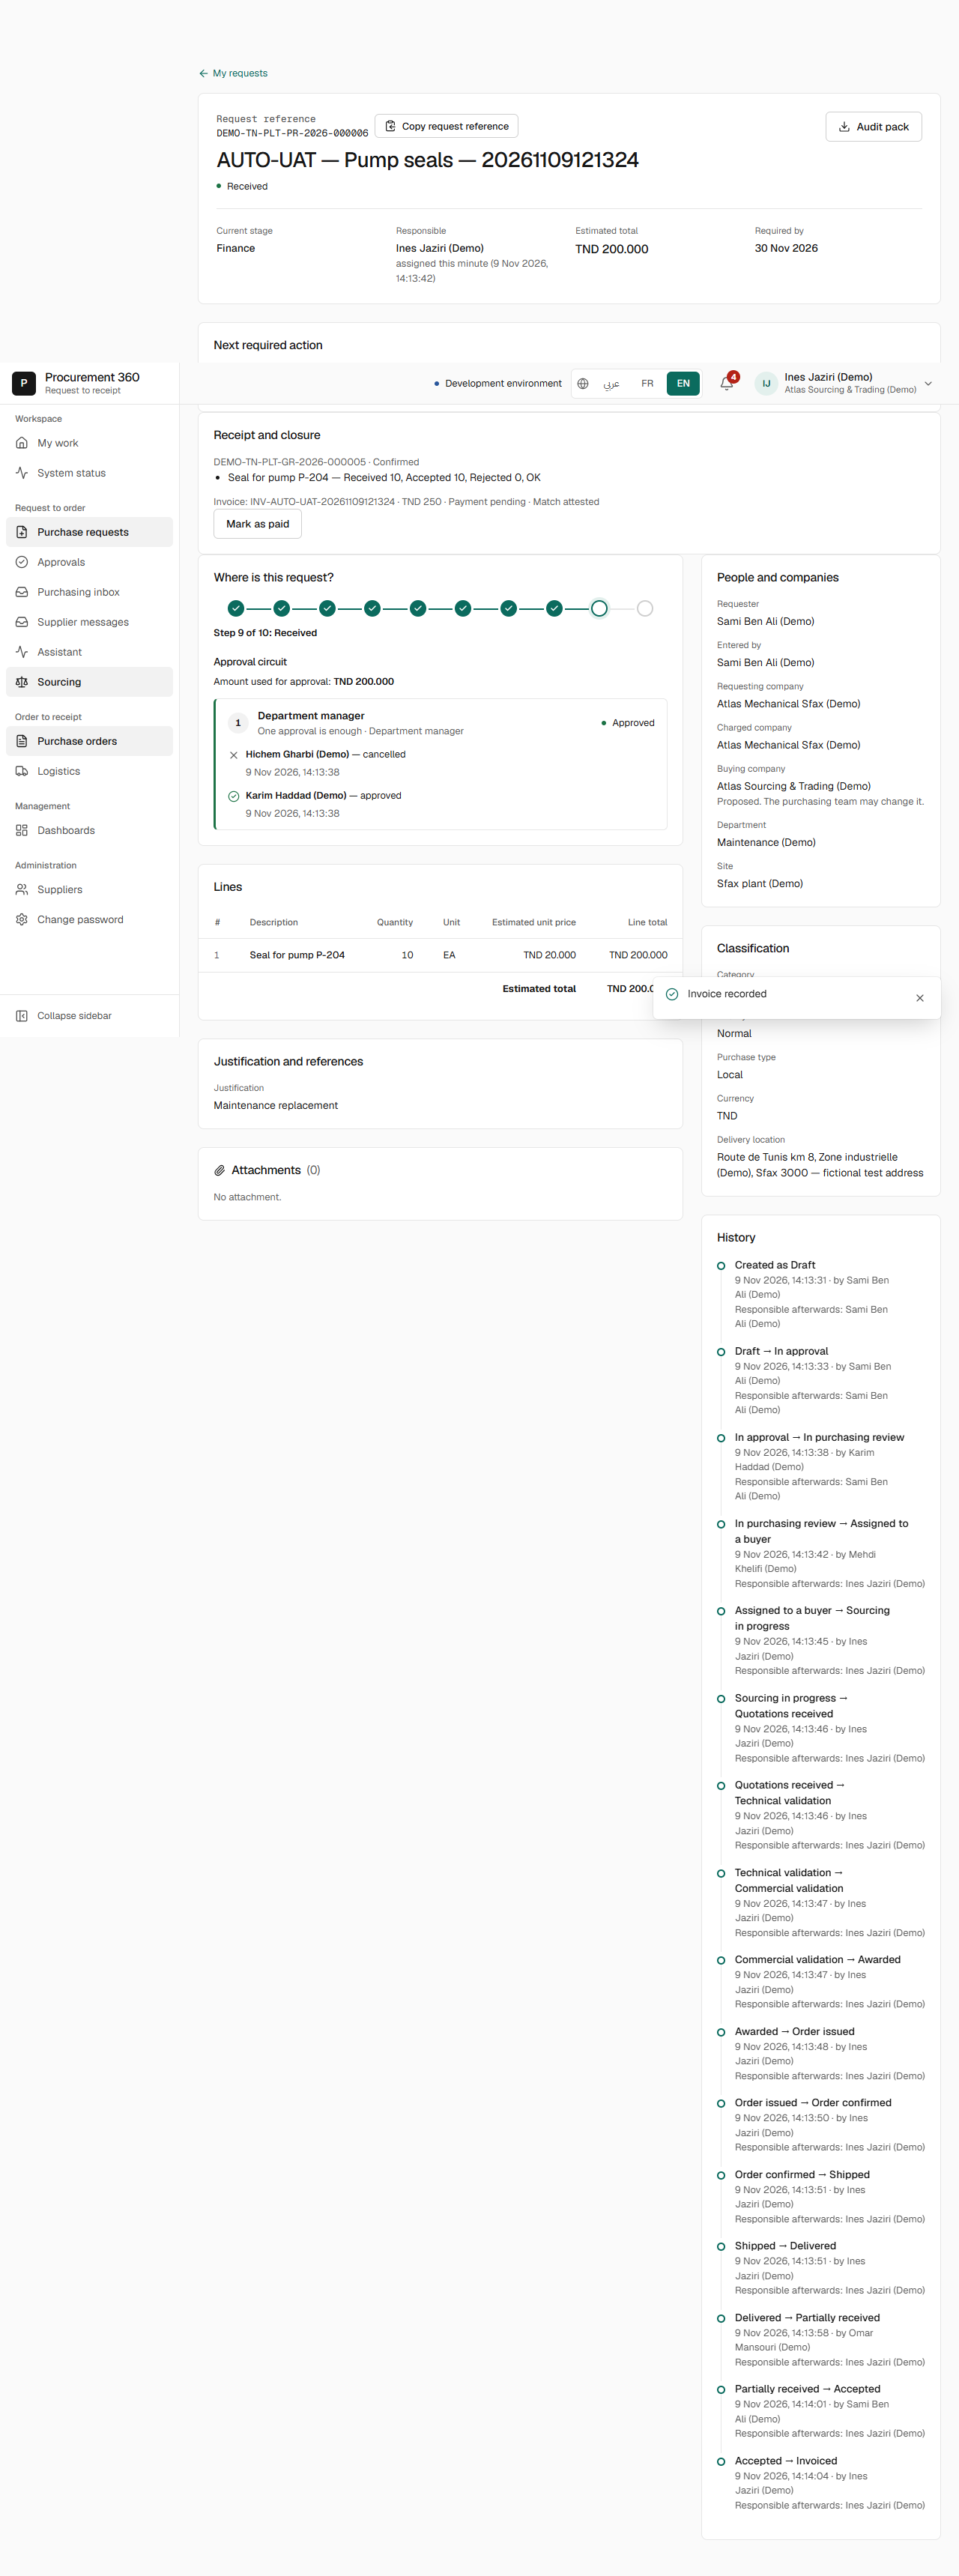 My requests
Request reference
DEMO-TN-PLT-PR-2026-000006
Copy request reference
Audit pack
AUTO-UAT — Pump seals — 20261109121324
Received
Current stage
Finance
Responsible
Ines Jaziri (Demo)
assigned this minute (9 Nov 2026,
14:13:42)
Estimated total
TND 200.000
Required by
30 Nov 2026
Next required action
P
Procurement 360
Request to receipt
Development environment
عربي
FR
EN
4
IJ
Ines Jaziri (Demo)
Atlas Sourcing & Trading (Demo)
Workspace
My work
System status
Request to order
Purchase requests
Approvals
Purchasing inbox
Supplier messages
Assistant
Sourcing
Order to receipt
Purchase orders
Logistics
Management
Dashboards
Administration
Suppliers
Change password
Collapse sidebar
Receipt and closure
DEMO-TN-PLT-GR-2026-000005 · Confirmed
• Seal for pump P-204 — Received 10, Accepted 10, Rejected 0, OK
Invoice: INV-AUTO-UAT-20261109121324 · TND 250 · Payment pending · Match attested
Mark as paid
Where is this request?
Step 9 of 10: Received
Approval circuit
Amount used for approval: TND 200.000
1
Department manager
One approval is enough · Department manager
Approved
Hichem Gharbi (Demo) — cancelled
9 Nov 2026, 14:13:38
Karim Haddad (Demo) — approved
9 Nov 2026, 14:13:38
Lines
# Description Quantity Unit Estimated unit price Line total
1 Seal for pump P-204 10 EA TND 20.000 TND 200.000
Estimated total TND 200.0
Justification and references
Justification
Maintenance replacement
Attachments (0)
No attachment.
People and companies
Requester
Sami Ben Ali (Demo)
Entered by
Sami Ben Ali (Demo)
Requesting company
Atlas Mechanical Sfax (Demo)
Charged company
Atlas Mechanical Sfax (Demo)
Buying company
Atlas Sourcing & Trading (Demo)
Proposed. The purchasing team may change it.
Department
Maintenance (Demo)
Site
Sfax plant (Demo)
Classification
Category
Invoice recorded
Normal
Purchase type
Local
Currency
TND
Delivery location
Route de Tunis km 8, Zone industrielle
(Demo), Sfax 3000 — fictional test address
History
Created as Draft
9 Nov 2026, 14:13:31 · by Sami Ben
Ali (Demo)
Responsible afterwards: Sami Ben
Ali (Demo)
Draft → In approval
9 Nov 2026, 14:13:33 · by Sami Ben
Ali (Demo)
Responsible afterwards: Sami Ben
Ali (Demo)
In approval → In purchasing review
9 Nov 2026, 14:13:38 · by Karim
Haddad (Demo)
Responsible afterwards: Sami Ben
Ali (Demo)
In purchasing review → Assigned to
a buyer
9 Nov 2026, 14:13:42 · by Mehdi
Khelifi (Demo)
Responsible afterwards: Ines Jaziri (Demo)
Assigned to a buyer → Sourcing
in progress
9 Nov 2026, 14:13:45 · by Ines
Jaziri (Demo)
Responsible afterwards: Ines Jaziri (Demo)
Sourcing in progress →
Quotations received
9 Nov 2026, 14:13:46 · by Ines
Jaziri (Demo)
Responsible afterwards: Ines Jaziri (Demo)
Quotations received →
Technical validation
9 Nov 2026, 14:13:46 · by Ines
Jaziri (Demo)
Responsible afterwards: Ines Jaziri (Demo)
Technical validation →
Commercial validation
9 Nov 2026, 14:13:47 · by Ines
Jaziri (Demo)
Responsible afterwards: Ines Jaziri (Demo)
Commercial validation → Awarded
9 Nov 2026, 14:13:47 · by Ines
Jaziri (Demo)
Responsible afterwards: Ines Jaziri (Demo)
Awarded → Order issued
9 Nov 2026, 14:13:48 · by Ines
Jaziri (Demo)
Responsible afterwards: Ines Jaziri (Demo)
Order issued → Order confirmed
9 Nov 2026, 14:13:50 · by Ines
Jaziri (Demo)
Responsible afterwards: Ines Jaziri (Demo)
Order confirmed → Shipped
9 Nov 2026, 14:13:51 · by Ines
Jaziri (Demo)
Responsible afterwards: Ines Jaziri (Demo)
Shipped → Delivered
9 Nov 2026, 14:13:51 · by Ines
Jaziri (Demo)
Responsible afterwards: Ines Jaziri (Demo)
Delivered → Partially received
9 Nov 2026, 14:13:58 · by Omar
Mansouri (Demo)
Responsible afterwards: Ines Jaziri (Demo)
Partially received → Accepted
9 Nov 2026, 14:14:01 · by Sami Ben
Ali (Demo)
Responsible afterwards: Ines Jaziri (Demo)
Accepted → Invoiced
9 Nov 2026, 14:14:04 · by Ines
Jaziri (Demo)
Responsible afterwards: Ines Jaziri (Demo)